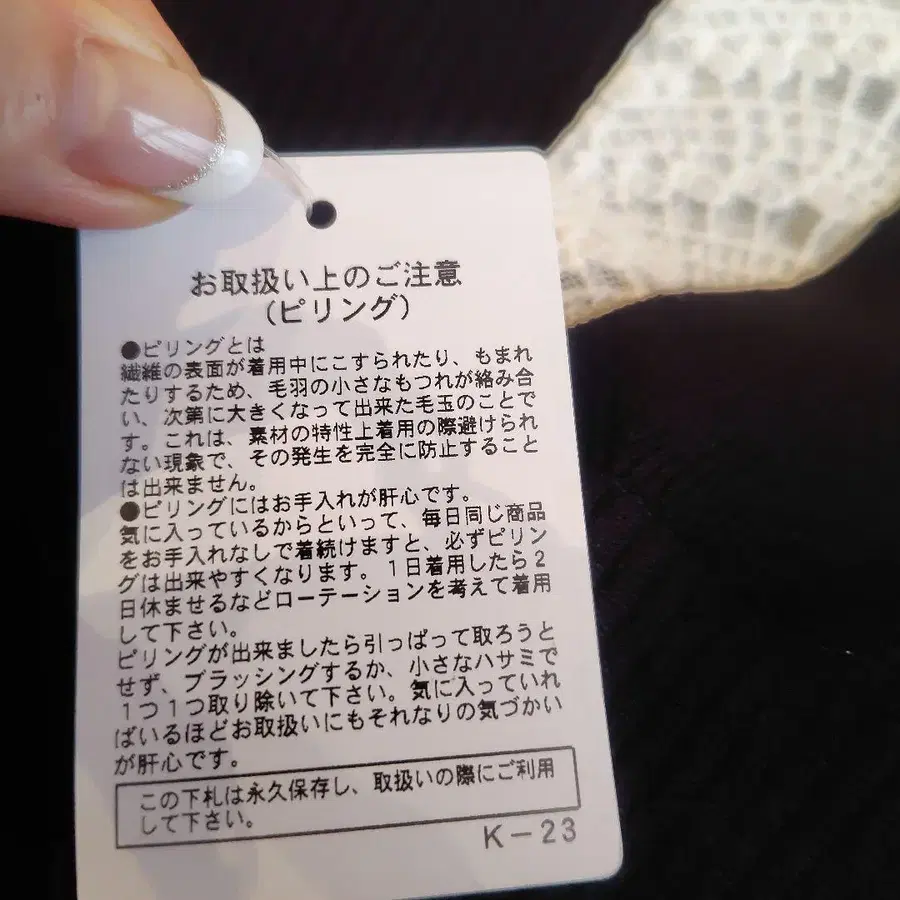 お取扱い上のご注意
（ピリング）
●ピリングとは
繊維の表面が着用中にこすられたり、もまれ
たりするため、毛羽の小さなもつれが絡み合
い、次第に大きくなって出来た毛玉のことで
す。これは、素材の特性上着用の際避けられ
ない現象で、その発生を完全に防止すること
は出来ません。
●ピリングにはお手入れが肝心です。
気に入っているからといって、毎日同じ商品
をお手入れなしで着続けますと、必ずピリン
グは出来やすくなります。１日着用したら２
日休ませるなどローテーションを考えて着用
して下さい。
ピリングが出来ましたら引っぱって取ろうと
せず、ブラッシングするか、小さなハサミで
１つ１つ取り除いて下さい。気に入っていれ
ばいるほどお取扱いにもそれなりの気づかい
が肝心です。
この下札は永久保存し、取扱いの際にご利用
して下さい。
K－23